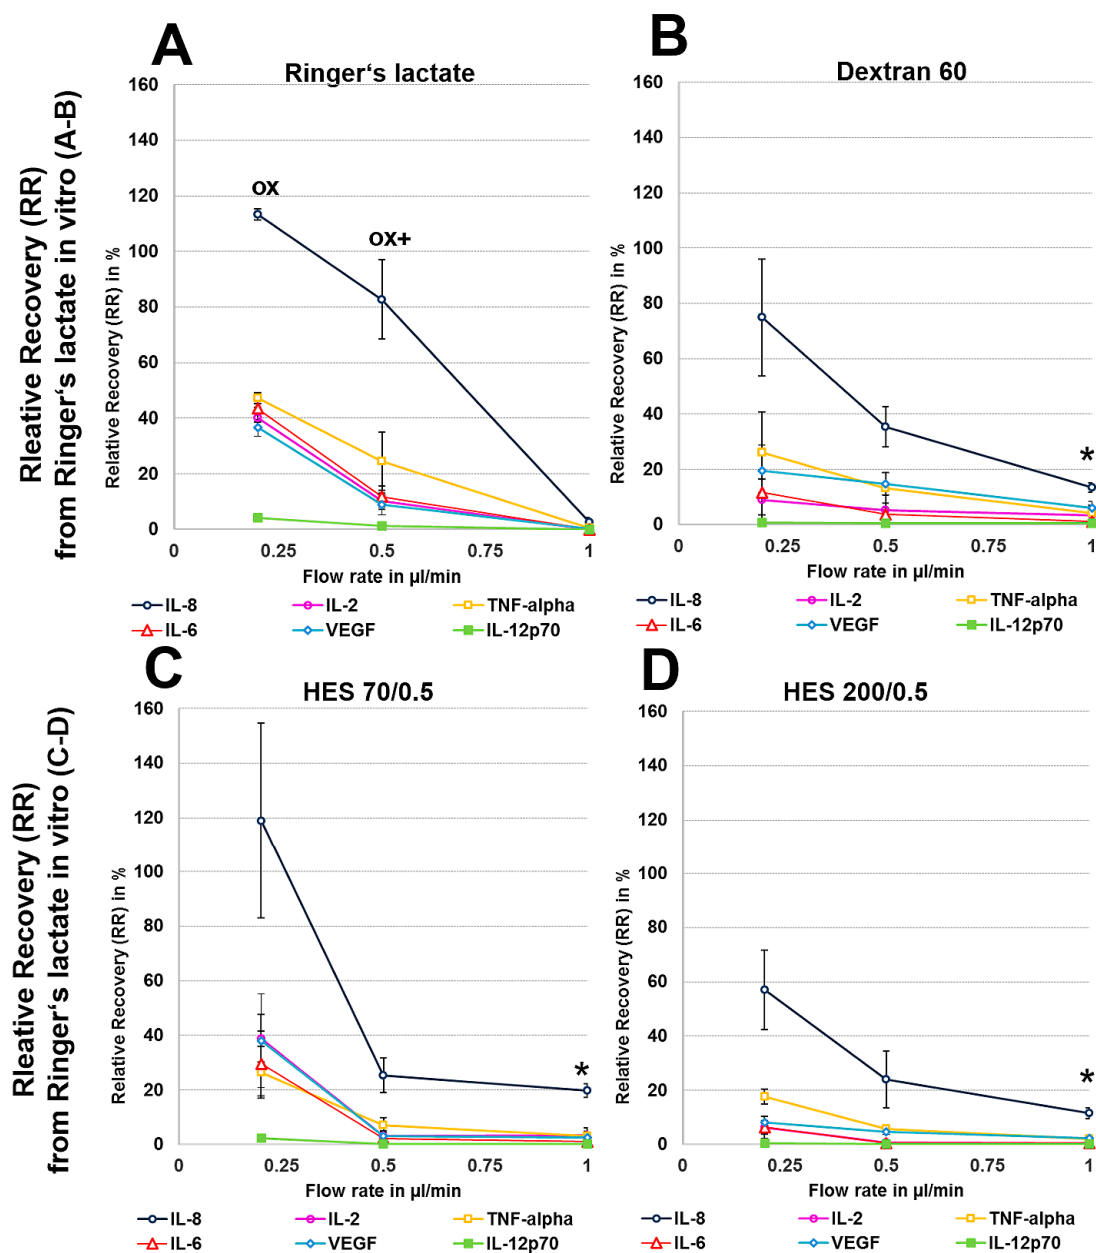 A
Ringer‘s lactate
Rleative Recovery (RR)
from Ringer‘s lactate in vitro (A-B)
Relative Recovery (RR) in %
160
140
120
100
80
60
40
20
0
ox
ox+
0 0.25 0.5 0.75 1
Flow rate in µl/min
IL-8 IL-2 TNF-alpha
IL-6 VEGF IL-12p70
B
Dextran 60
Relative Recovery (RR) in %
160
140
120
100
80
60
40
20
0
*
0 0.25 0.5 0.75 1
Flow rate in µl/min
IL-8 IL-2 TNF-alpha
IL-6 VEGF IL-12p70
C
HES 70/0.5
Rleative Recovery (RR)
from Ringer‘s lactate in vitro (C-D)
Relative Recovery (RR) in %
160
140
120
100
80
60
40
20
0
*
0 0.25 0.5 0.75 1
Flow rate in µl/min
IL-8 IL-2 TNF-alpha
IL-6 VEGF IL-12p70
D
HES 200/0.5
Relative Recovery (RR) in %
160
140
120
100
80
60
40
20
0
*
0 0.25 0.5 0.75 1
Flow rate in µl/min
IL-8 IL-2 TNF-alpha
IL-6 VEGF IL-12p70